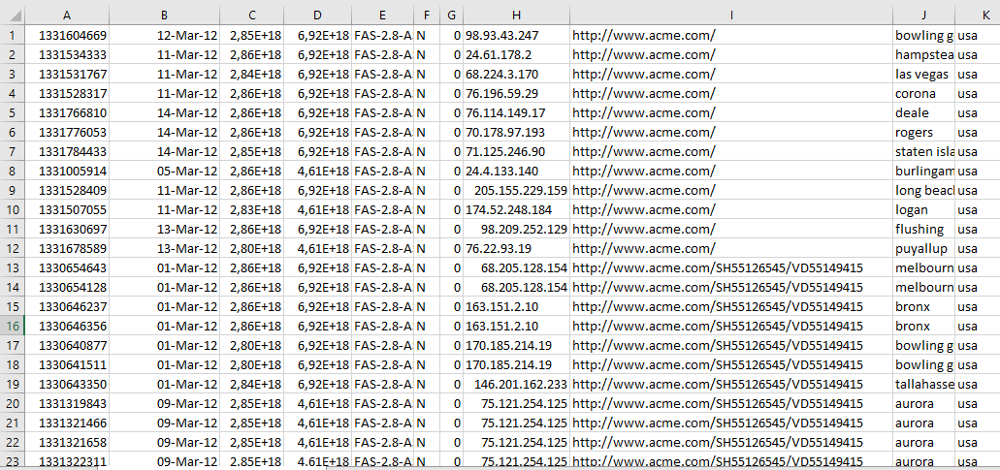 A B C D E F G H I J K
1 1331604669 12-Mar-12 2,85E+18 6,92E+18 FAS-2.8-A N 0 98.93.43.247 http://www.acme.com/ bowling g usa
2 1331534333 11-Mar-12 2,86E+18 6,92E+18 FAS-2.8-A N 0 24.61.178.2 http://www.acme.com/ hampstea usa
3 1331531767 11-Mar-12 2,84E+18 6,92E+18 FAS-2.8-A N 0 68.224.3.170 http://www.acme.com/ las vegas usa
4 1331528317 11-Mar-12 2,86E+18 6,92E+18 FAS-2.8-A N 0 76.196.59.29 http://www.acme.com/ corona usa
5 1331766810 14-Mar-12 2,86E+18 6,92E+18 FAS-2.8-A N 0 76.114.149.17 http://www.acme.com/ deale usa
6 1331776053 14-Mar-12 2,86E+18 6,92E+18 FAS-2.8-A N 0 70.178.97.193 http://www.acme.com/ rogers usa
7 1331784433 14-Mar-12 2,85E+18 6,92E+18 FAS-2.8-A N 0 71.125.246.90 http://www.acme.com/ staten isla usa
8 1331005914 05-Mar-12 2,86E+18 4,61E+18 FAS-2.8-A N 0 24.4.133.140 http://www.acme.com/ burlingam usa
9 1331528409 11-Mar-12 2,86E+18 6,92E+18 FAS-2.8-A N 0 205.155.229.159 http://www.acme.com/ long beac usa
10 1331507055 11-Mar-12 2,83E+18 4,61E+18 FAS-2.8-A N 0 174.52.248.184 http://www.acme.com/ logan usa
11 1331630697 13-Mar-12 2,86E+18 6,92E+18 FAS-2.8-A N 0 98.209.252.129 http://www.acme.com/ flushing usa
12 1331678589 13-Mar-12 2,80E+18 4,61E+18 FAS-2.8-A N 0 76.22.93.19 http://www.acme.com/ puyallup usa
13 1330654643 01-Mar-12 2,86E+18 6,92E+18 FAS-2.8-A N 0 68.205.128.154 http://www.acme.com/SH55126545/VD55149415 melbourn usa
14 1330654128 01-Mar-12 2,86E+18 6,92E+18 FAS-2.8-A N 0 68.205.128.154 http://www.acme.com/SH55126545/VD55149415 melbourn usa
15 1330646237 01-Mar-12 2,86E+18 6,92E+18 FAS-2.8-A N 0 163.151.2.10 http://www.acme.com/SH55126545/VD55149415 bronx usa
16 1330646356 01-Mar-12 2,86E+18 6,92E+18 FAS-2.8-A N 0 163.151.2.10 http://www.acme.com/SH55126545/VD55149415 bronx usa
17 1330640877 01-Mar-12 2,80E+18 6,92E+18 FAS-2.8-A N 0 170.185.214.19 http://www.acme.com/SH55126545/VD55149415 bowling g usa
18 1330641511 01-Mar-12 2,80E+18 6,92E+18 FAS-2.8-A N 0 170.185.214.19 http://www.acme.com/SH55126545/VD55149415 bowling g usa
19 1330643350 01-Mar-12 2,84E+18 6,92E+18 FAS-2.8-A N 0 146.201.162.233 http://www.acme.com/SH55126545/VD55149415 tallahasse usa
20 1331319843 09-Mar-12 2,85E+18 4,61E+18 FAS-2.8-A N 0 75.121.254.125 http://www.acme.com/SH55126545/VD55149415 aurora usa
21 1331321466 09-Mar-12 2,85E+18 4,61E+18 FAS-2.8-A N 0 75.121.254.125 http://www.acme.com/SH55126545/VD55149415 aurora usa
22 1331321658 09-Mar-12 2,85E+18 4,61E+18 FAS-2.8-A N 0 75.121.254.125 http://www.acme.com/SH55126545/VD55149415 aurora usa
23 1331322311 09-Mar-12 2,85E+18 4,61E+18 FAS-2.8-A N 0 75.121.254.125 http://www.acme.com/SH55126545/VD55149415 aurora usa